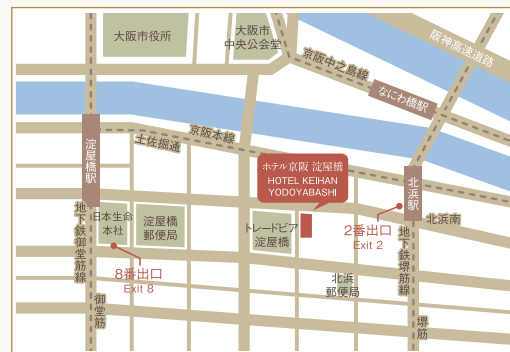 大阪市役所
大阪市
中央公会堂
京阪中之島線
阪神高速道路
なにわ橋駅
淀屋橋駅
土佐堀通
京阪本線
ホテル京阪 淀屋橋
HOTEL KEIHAN
YODOYABASHI
北浜駅
日本生命
本社
淀屋橋
郵便局
トレードピア
淀屋橋
2番出口
Exit 2
北浜南
地下鉄御堂筋線
8番出口
Exit 8
地下鉄堺筋線
北浜
郵便局
御堂筋
堺筋